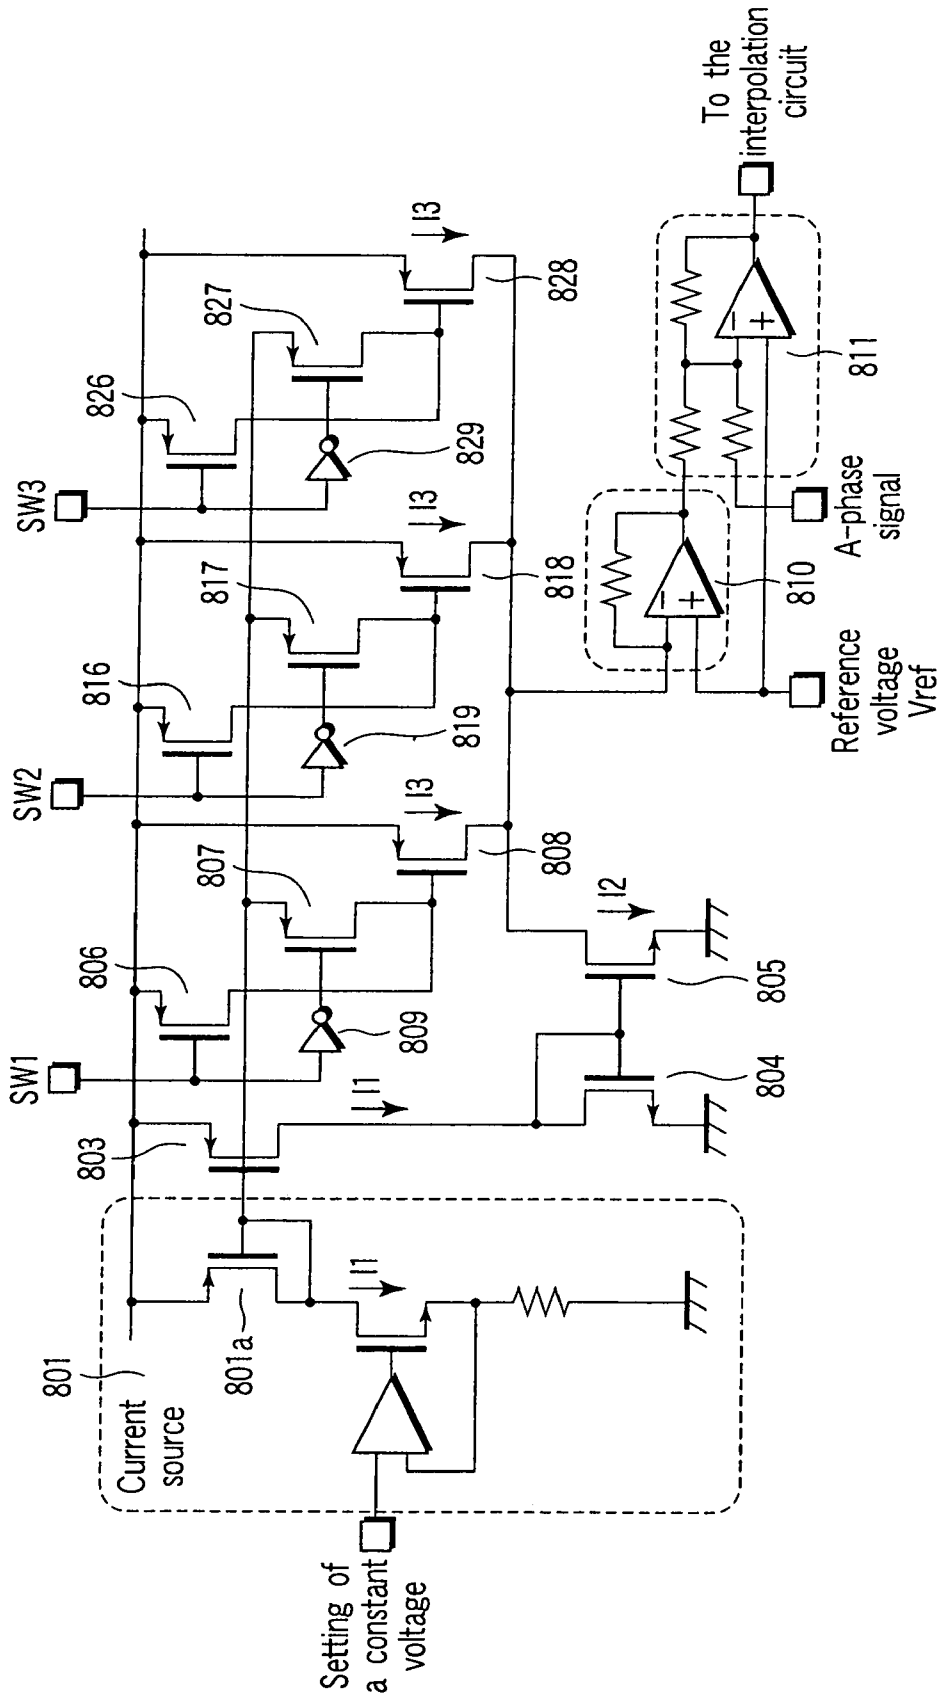 801
Current
source
801a
I1
Setting of
a constant
voltage
803
I1
804
805
I2
SW1
806
807
808
809
I3
SW2
816
817
818
819
I3
SW3
826
827
828
829
I3
810
−
+
811
−
+
Reference
voltage
Vref
A-phase
signal
To the
interpolation
circuit